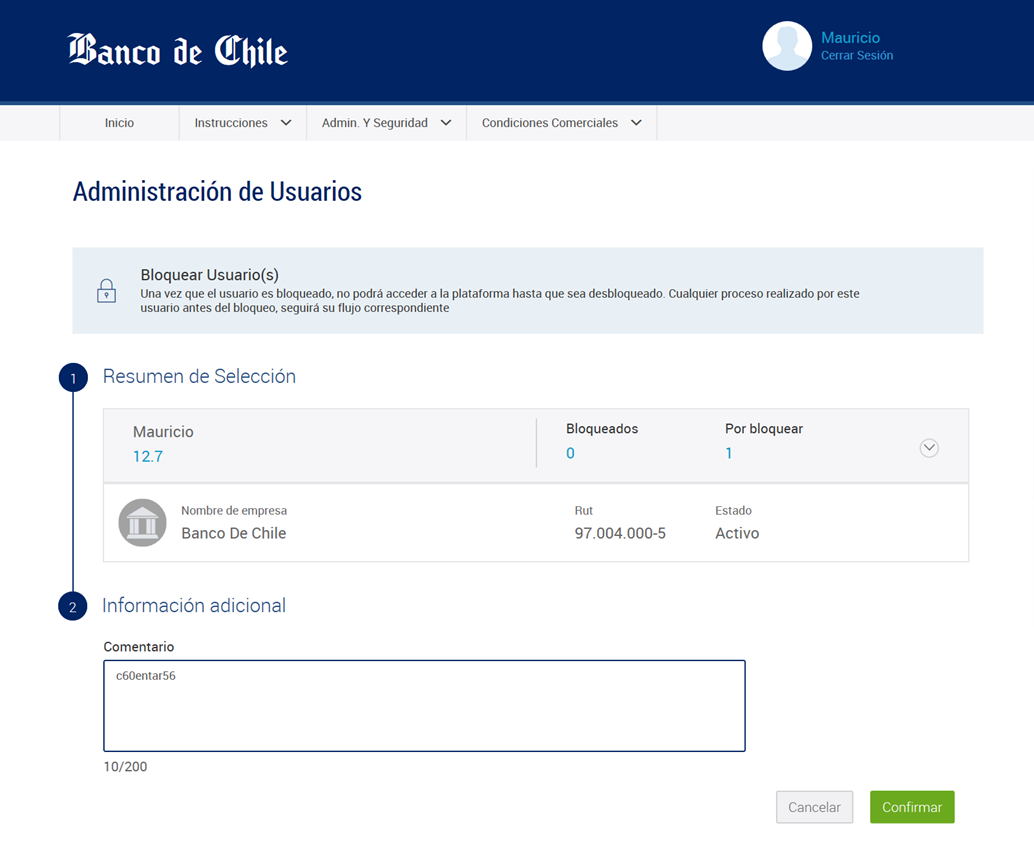 Banco de Chile
Mauricio
Cerrar Sesión
Inicio
Instrucciones
Admin. Y Seguridad
Condiciones Comerciales
Administración de Usuarios
Bloquear Usuario(s)
Una vez que el usuario es bloqueado, no podrá acceder a la plataforma hasta que sea desbloqueado. Cualquier proceso realizado por este
usuario antes del bloqueo, seguirá su flujo correspondiente
1
Resumen de Selección
Mauricio
12.7
Bloqueados
0
Por bloquear
1
Nombre de empresa
Banco De Chile
Rut
97.004.000-5
Estado
Activo
2
Información adicional
Comentario
c60entar56
10/200
Cancelar
Confirmar